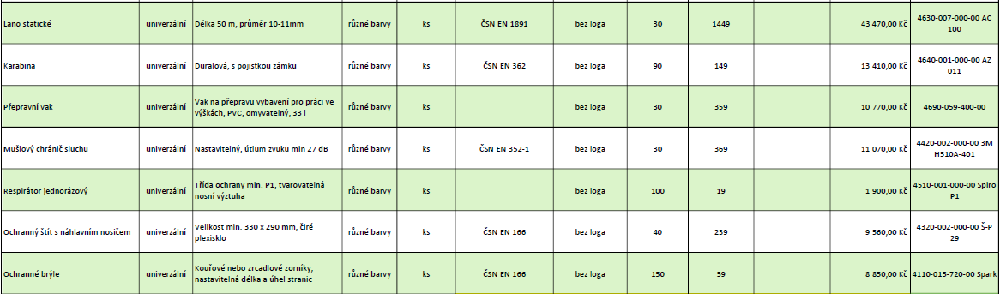 Lano statické univerzální Délka 50 m, průměr 10-11mm různé barvy ks ČSN EN 1891 bez loga 30 1449 43 470,00 Kč 4630-007-000-00 AC
100
Karabina univerzální Duralová, s pojistkou zámku různé barvy ks ČSN EN 362 bez loga 90 149 13 410,00 Kč 4640-001-000-00 AZ
011
Přepravní vak univerzální Vak na přepravu vybavení pro práci ve
výškách, PVC, omyvatelný, 33 l různé barvy ks bez loga 30 359 10 770,00 Kč 4690-059-400-00
Mušlový chránič sluchu univerzální Nastavitelný, útlum zvuku min 27 dB různé barvy ks ČSN EN 352-1 bez loga 30 369 11 070,00 Kč 4420-002-000-00 3M
H510A-401
Respirátor jednorázový univerzální Třída ochrany min. P1, tvarovatelná
nosní výztuha různé barvy ks bez loga 100 19 1 900,00 Kč 4510-001-000-00 Spiro
P1
Ochranný štít s náhlavním nosičem univerzální Velikost min. 330 x 290 mm, čiré
plexisklo různé barvy ks ČSN EN 166 bez loga 40 239 9 560,00 Kč 4320-002-000-00 Š-P
29
Ochranné brýle univerzální Kouřové nebo zrcadlové zorníky,
nastavitelná délka a úhel stranic různé barvy ks ČSN EN 166 bez loga 150 59 8 850,00 Kč 4110-015-720-00 Spark